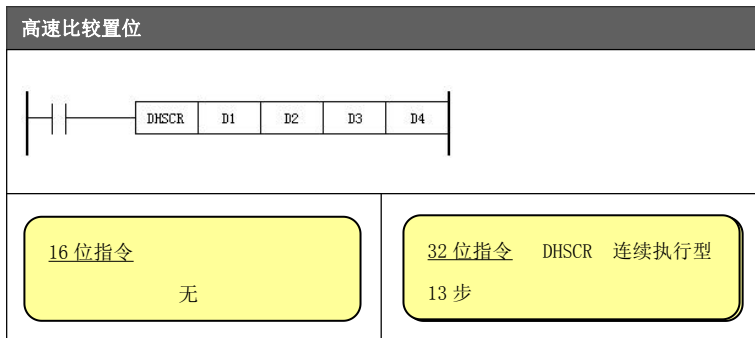 高速比较置位
DHSCR D1 D2 D3 D4
16 位指令
无
32 位指令 DHSCR 连续执行型
13 步